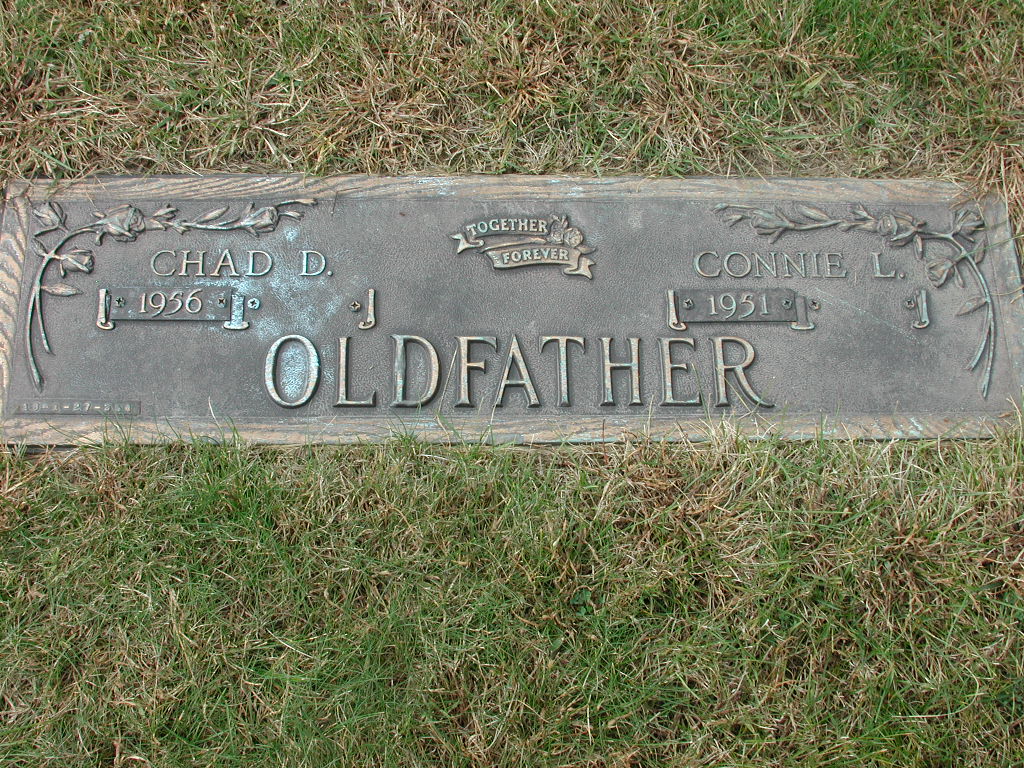 TOGETHER
FOREVER
CHAD D.
CONNIE L.
1956
1951
OLDFATHER